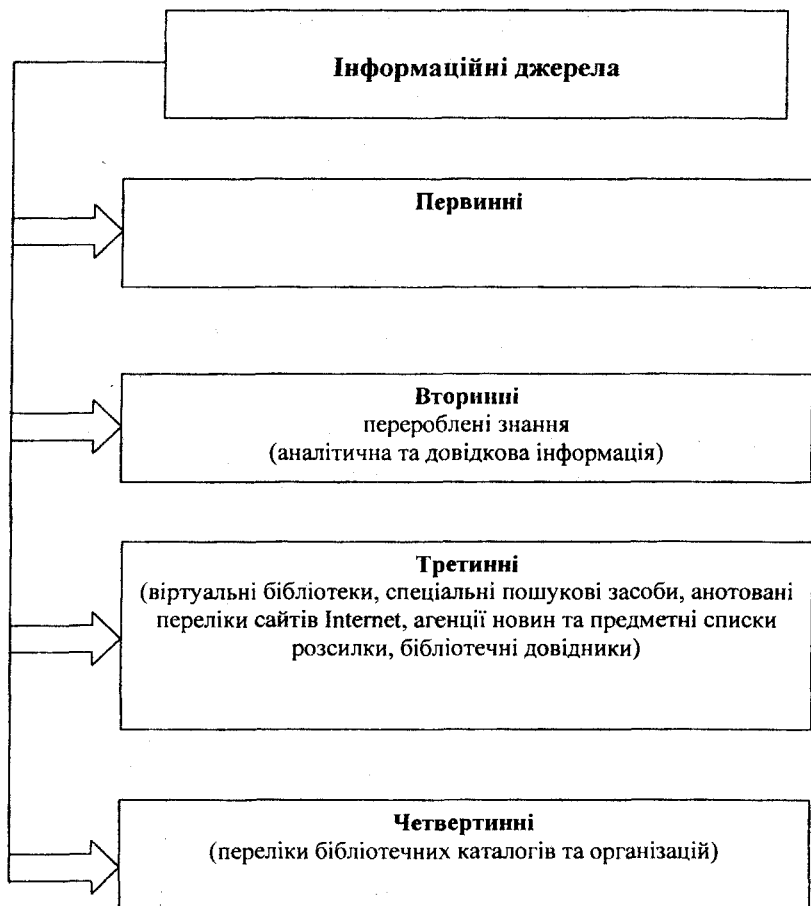 Інформаційні джерела
Первинні
Вторинні
перероблені знання
(аналітична та довідкова інформація)
Третинні
(віртуальні бібліотеки, спеціальні пошукові засоби, анотовані
переліки сайтів Internet, агенції новин та предметні списки
розсилки, бібліотечні довідники)
Четвертинні
(переліки бібліотечних каталогів та організацій)